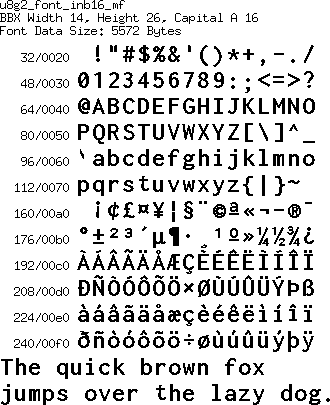 u8g2_font_inb16_mf
BBX Width 14, Height 26, Capital A 16
Font Data Size: 5572 Bytes
32/0020 !"#$%&'()*+,-./
48/0030 0123456789:;<=>?
64/0040 @ABCDEFGHIJKLMNO
80/0050 PQRSTUVWXYZ[\]^_
96/0060 `abcdefghijklmno
112/0070 pqrstuvwxyz{|}~
160/00a0 ¡¢£¤¥¦§¨©ª«¬-®¯
176/00b0 °±²³´µ¶·¸¹º»¼½¾¿
192/00c0 ÀÁÂÃÄÅÆÇÈÉÊËÌÍÎÏ
208/00d0 ÐÑÒÓÔÕÖ×ØÙÚÛÜÝÞß
224/00e0 àáâãäåæçèéêëìíîï
240/00f0 ðñòóôõö÷øùúûüýþÿ
The quick brown fox
jumps over the lazy dog.